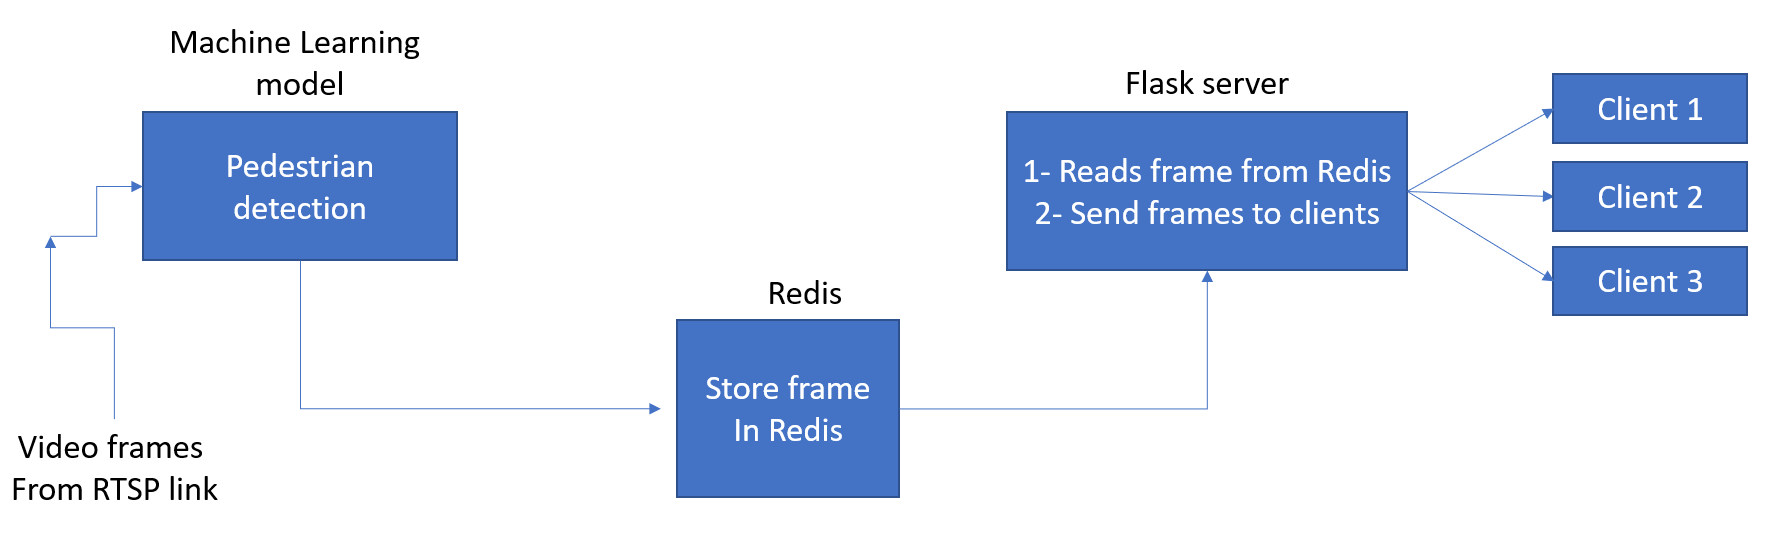 Machine Learning
model
Pedestrian
detection
Video frames
From RTSP link
Redis
Store frame
In Redis
Flask server
1- Reads frame from Redis
2- Send frames to clients
Client 1
Client 2
Client 3